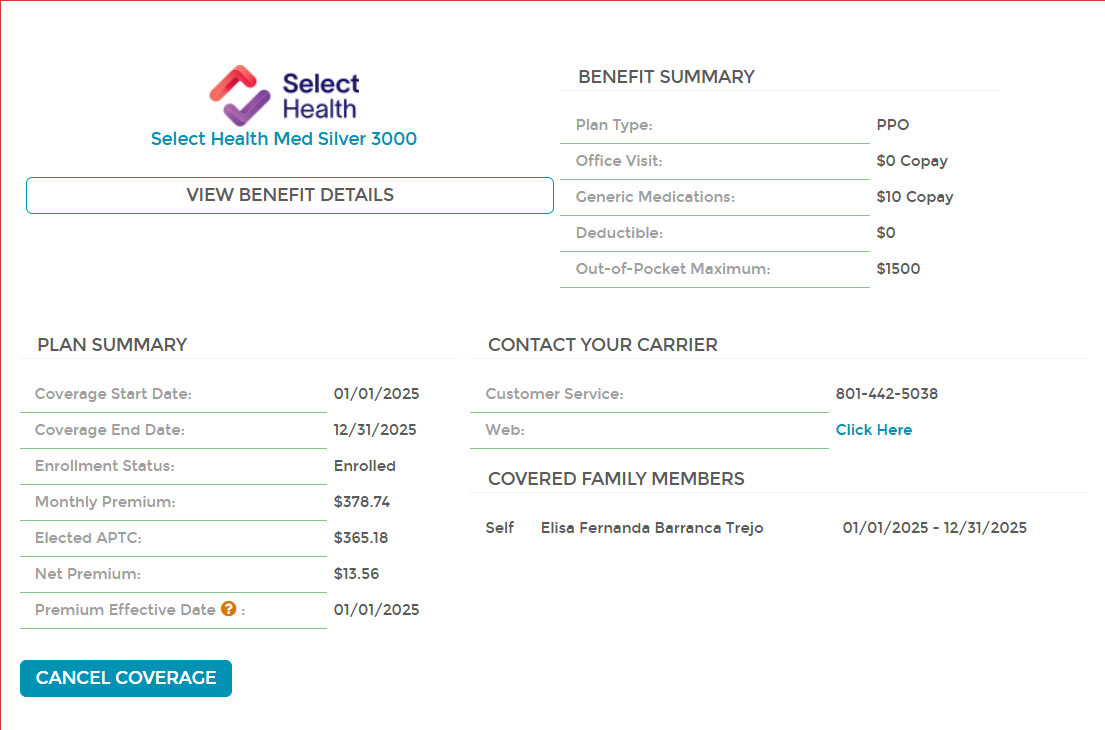 Select
Health
Select Health Med Silver 3000
VIEW BENEFIT DETAILS
BENEFIT SUMMARY
Plan Type: PPO
Office Visit: $0 Copay
Generic Medications: $10 Copay
Deductible: $0
Out-of-Pocket Maximum: $1500
PLAN SUMMARY
Coverage Start Date: 01/01/2025
Coverage End Date: 12/31/2025
Enrollment Status: Enrolled
Monthly Premium: $378.74
Elected APTC: $365.18
Net Premium: $13.56
Premium Effective Date ? : 01/01/2025
CANCEL COVERAGE
CONTACT YOUR CARRIER
Customer Service: 801-442-5038
Web: Click Here
COVERED FAMILY MEMBERS
Self Elisa Fernanda Barranca Trejo 01/01/2025 - 12/31/2025